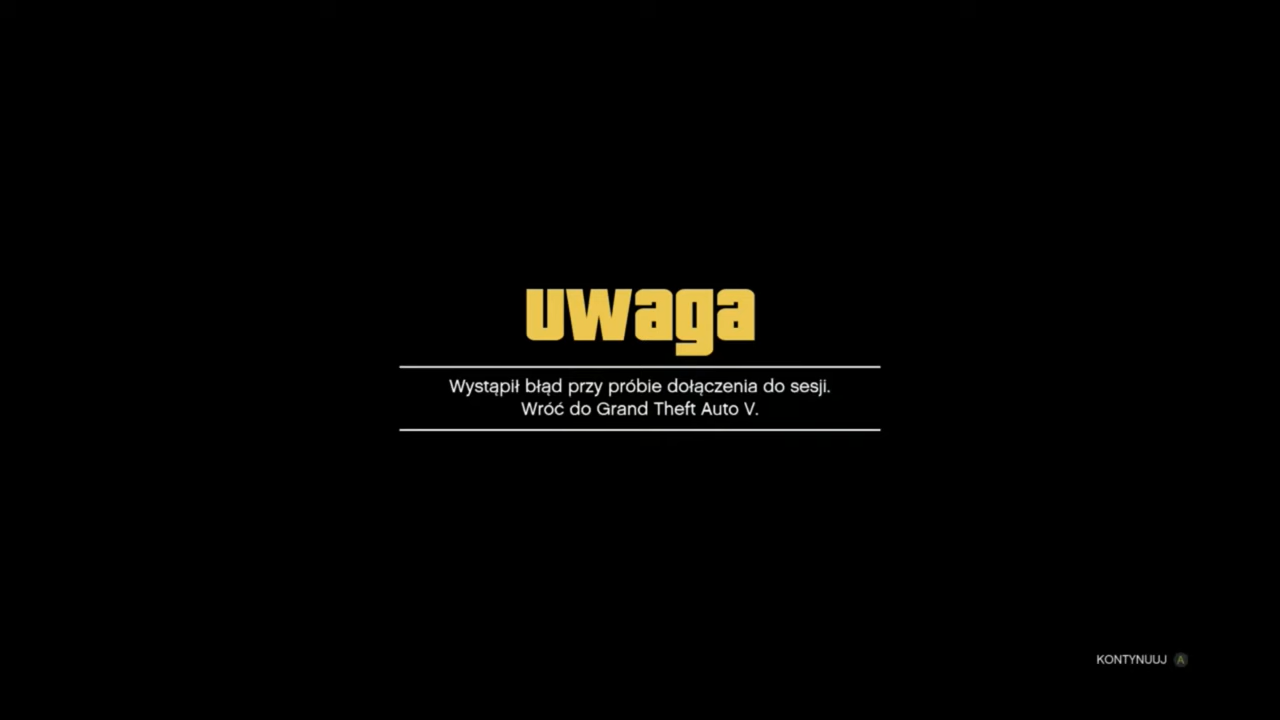 uwaga
Wystąpił błąd przy próbie dołączenia do sesji.
Wróć do Grand Theft Auto V.
KONTYNUUJ A